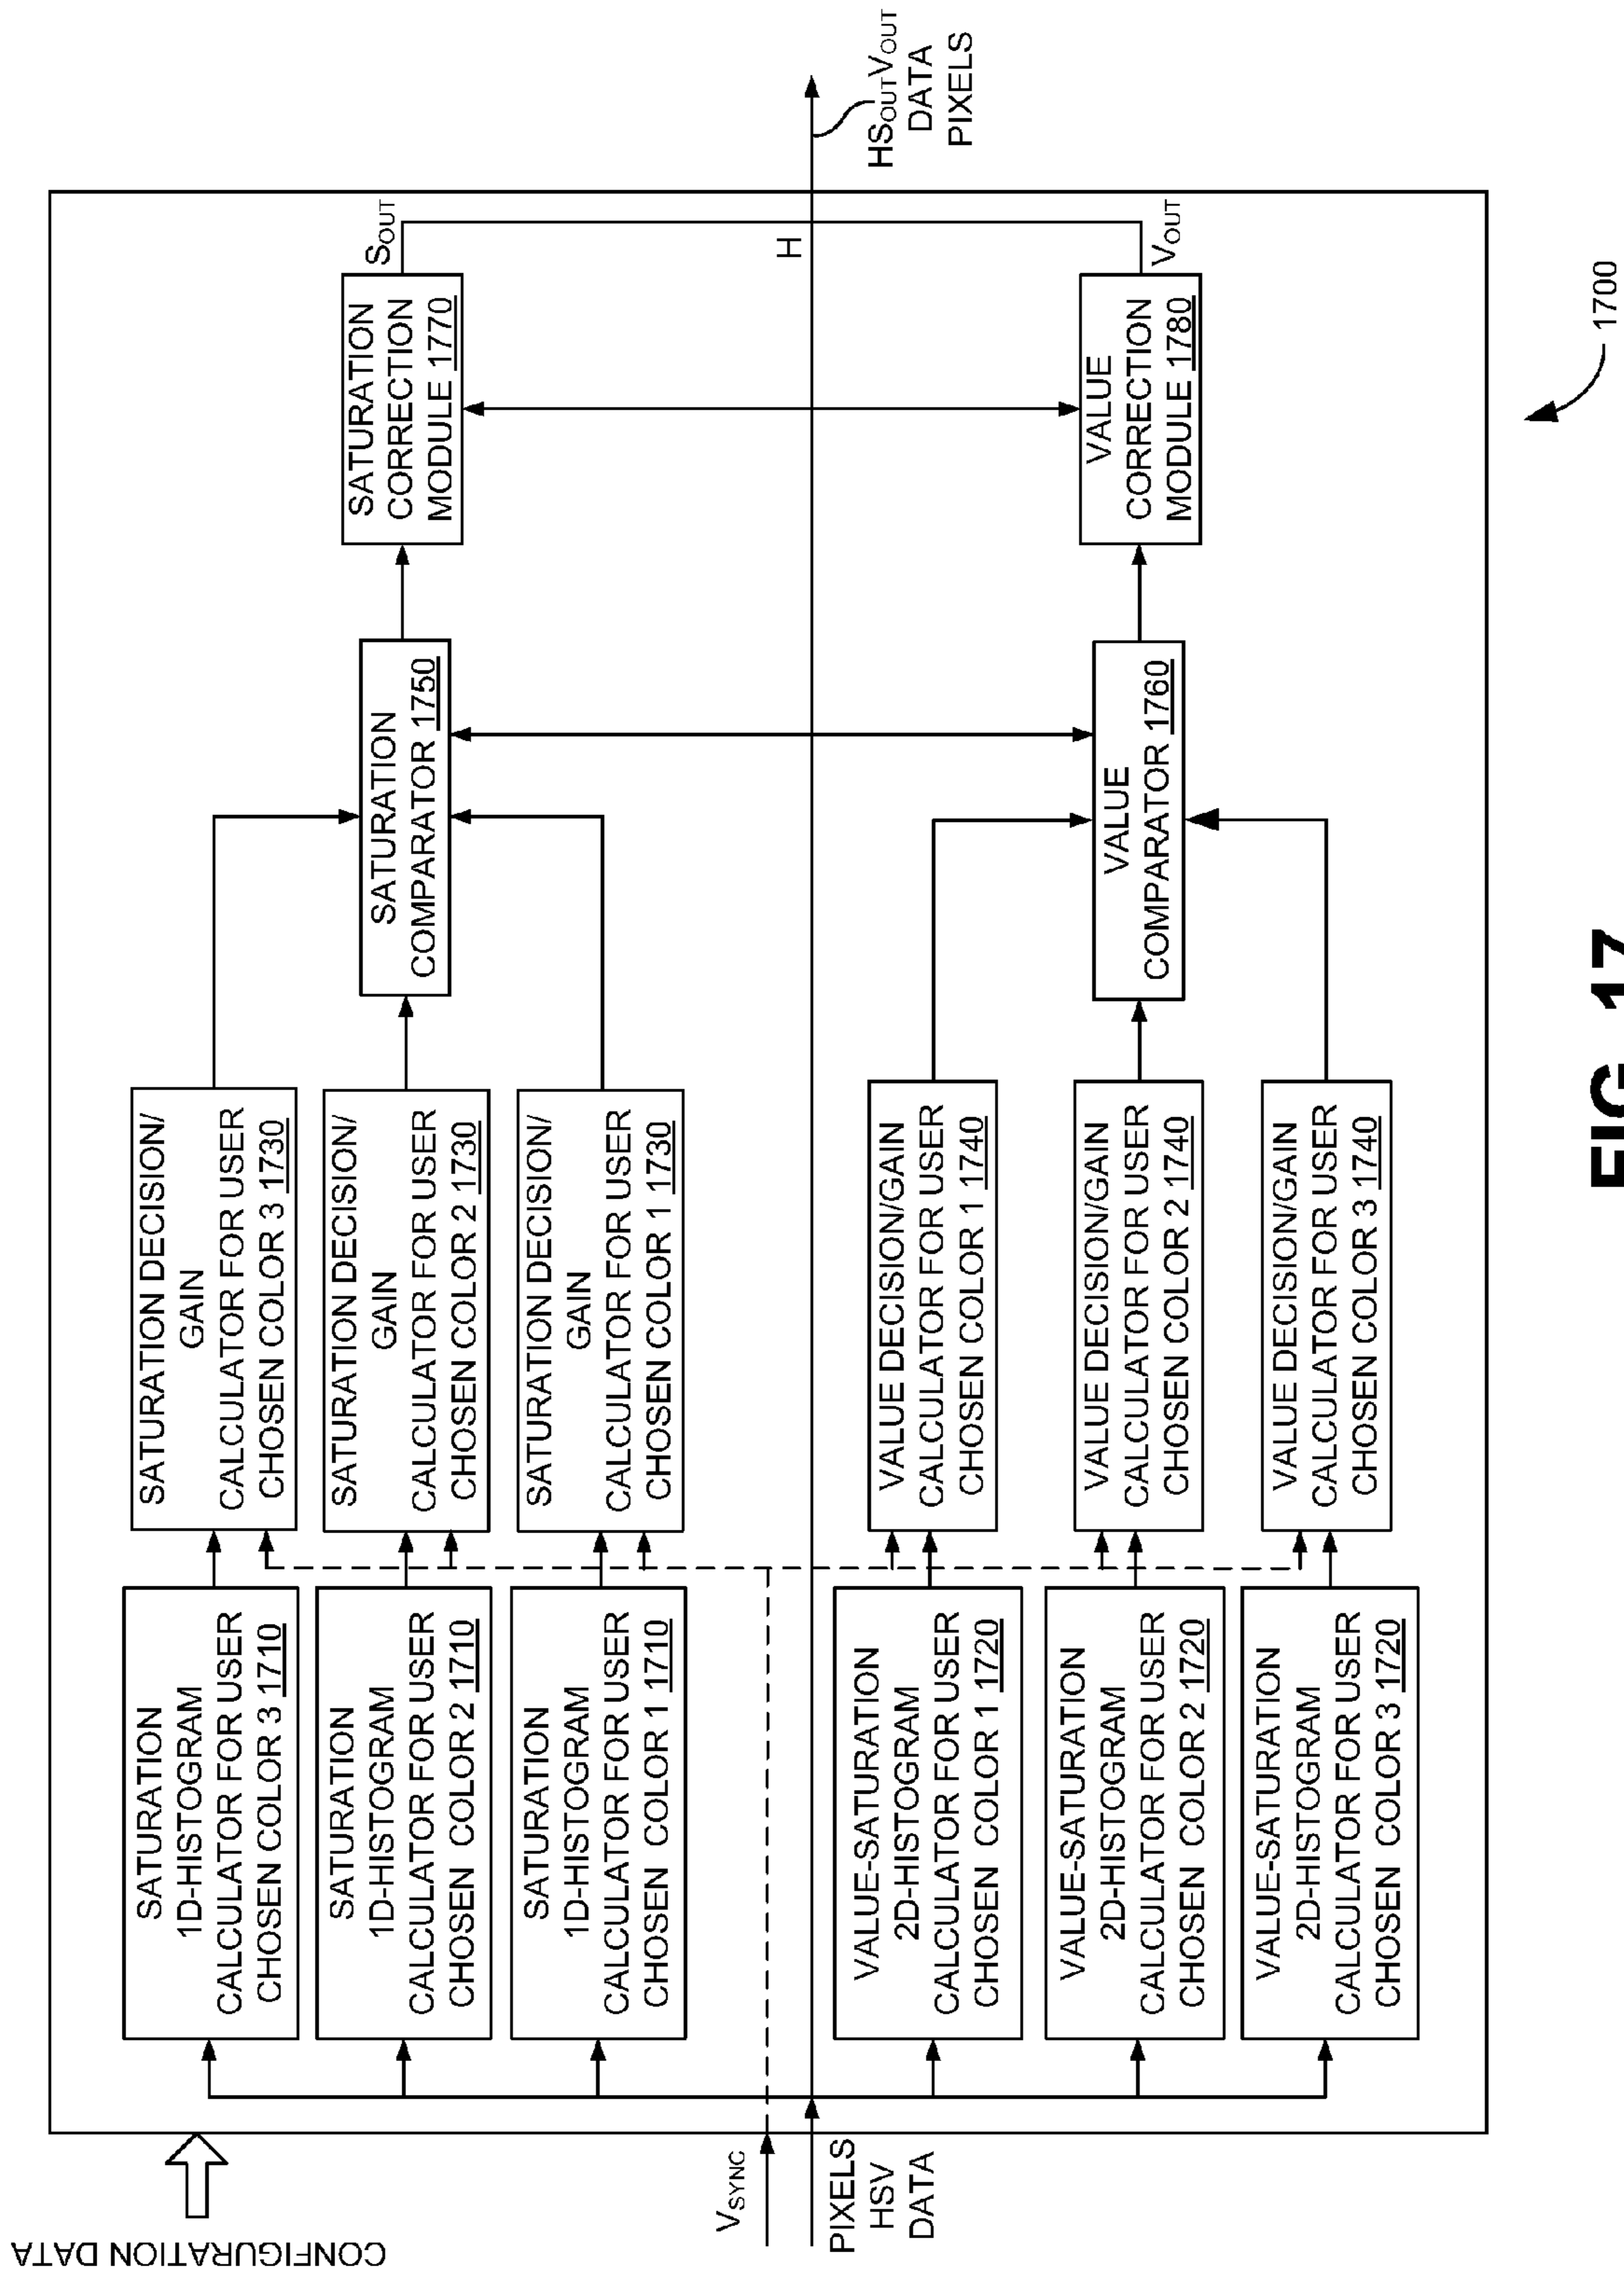 CONFIGURATION DATA
V_SYNC
PIXELS
HSV
DATA
SATURATION
1D-HISTOGRAM
CALCULATOR FOR USER
CHOSEN COLOR 3 1710
SATURATION
1D-HISTOGRAM
CALCULATOR FOR USER
CHOSEN COLOR 2 1710
SATURATION
1D-HISTOGRAM
CALCULATOR FOR USER
CHOSEN COLOR 1 1710
VALUE-SATURATION
2D-HISTOGRAM
CALCULATOR FOR USER
CHOSEN COLOR 1 1720
VALUE-SATURATION
2D-HISTOGRAM
CALCULATOR FOR USER
CHOSEN COLOR 2 1720
VALUE-SATURATION
2D-HISTOGRAM
CALCULATOR FOR USER
CHOSEN COLOR 3 1720
SATURATION DECISION/
GAIN
CALCULATOR FOR USER
CHOSEN COLOR 3 1730
SATURATION DECISION/
GAIN
CALCULATOR FOR USER
CHOSEN COLOR 2 1730
SATURATION DECISION/
GAIN
CALCULATOR FOR USER
CHOSEN COLOR 1 1730
VALUE DECISION/GAIN
CALCULATOR FOR USER
CHOSEN COLOR 1 1740
VALUE DECISION/GAIN
CALCULATOR FOR USER
CHOSEN COLOR 2 1740
VALUE DECISION/GAIN
CALCULATOR FOR USER
CHOSEN COLOR 3 1740
SATURATION
COMPARATOR 1750
VALUE
COMPARATOR 1760
SATURATION
CORRECTION
MODULE 1770
VALUE
CORRECTION
MODULE 1780
S_OUT
H
V_OUT
HS_OUTV_OUT
DATA
PIXELS
1700
FIG. 17